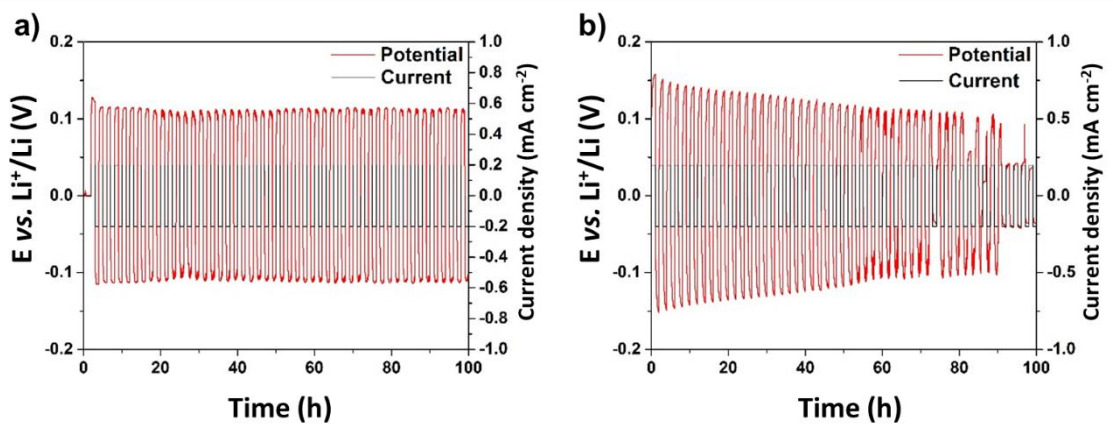 a)
E vs. Li+/Li (V)
0.2
0.1
0.0
-0.1
-0.2
Potential
Current
1.0
0.8
0.6
0.4
0.2
0.0
-0.2
-0.4
-0.6
-0.8
-1.0
Current density (mA cm-2)
0 20 40 60 80 100
Time (h)
b)
E vs. Li+/Li (V)
0.2
0.1
0.0
-0.1
-0.2
Potential
Current
1.0
0.5
0.0
-0.5
-1.0
Current density (mA cm-2)
0 20 40 60 80 100
Time (h)